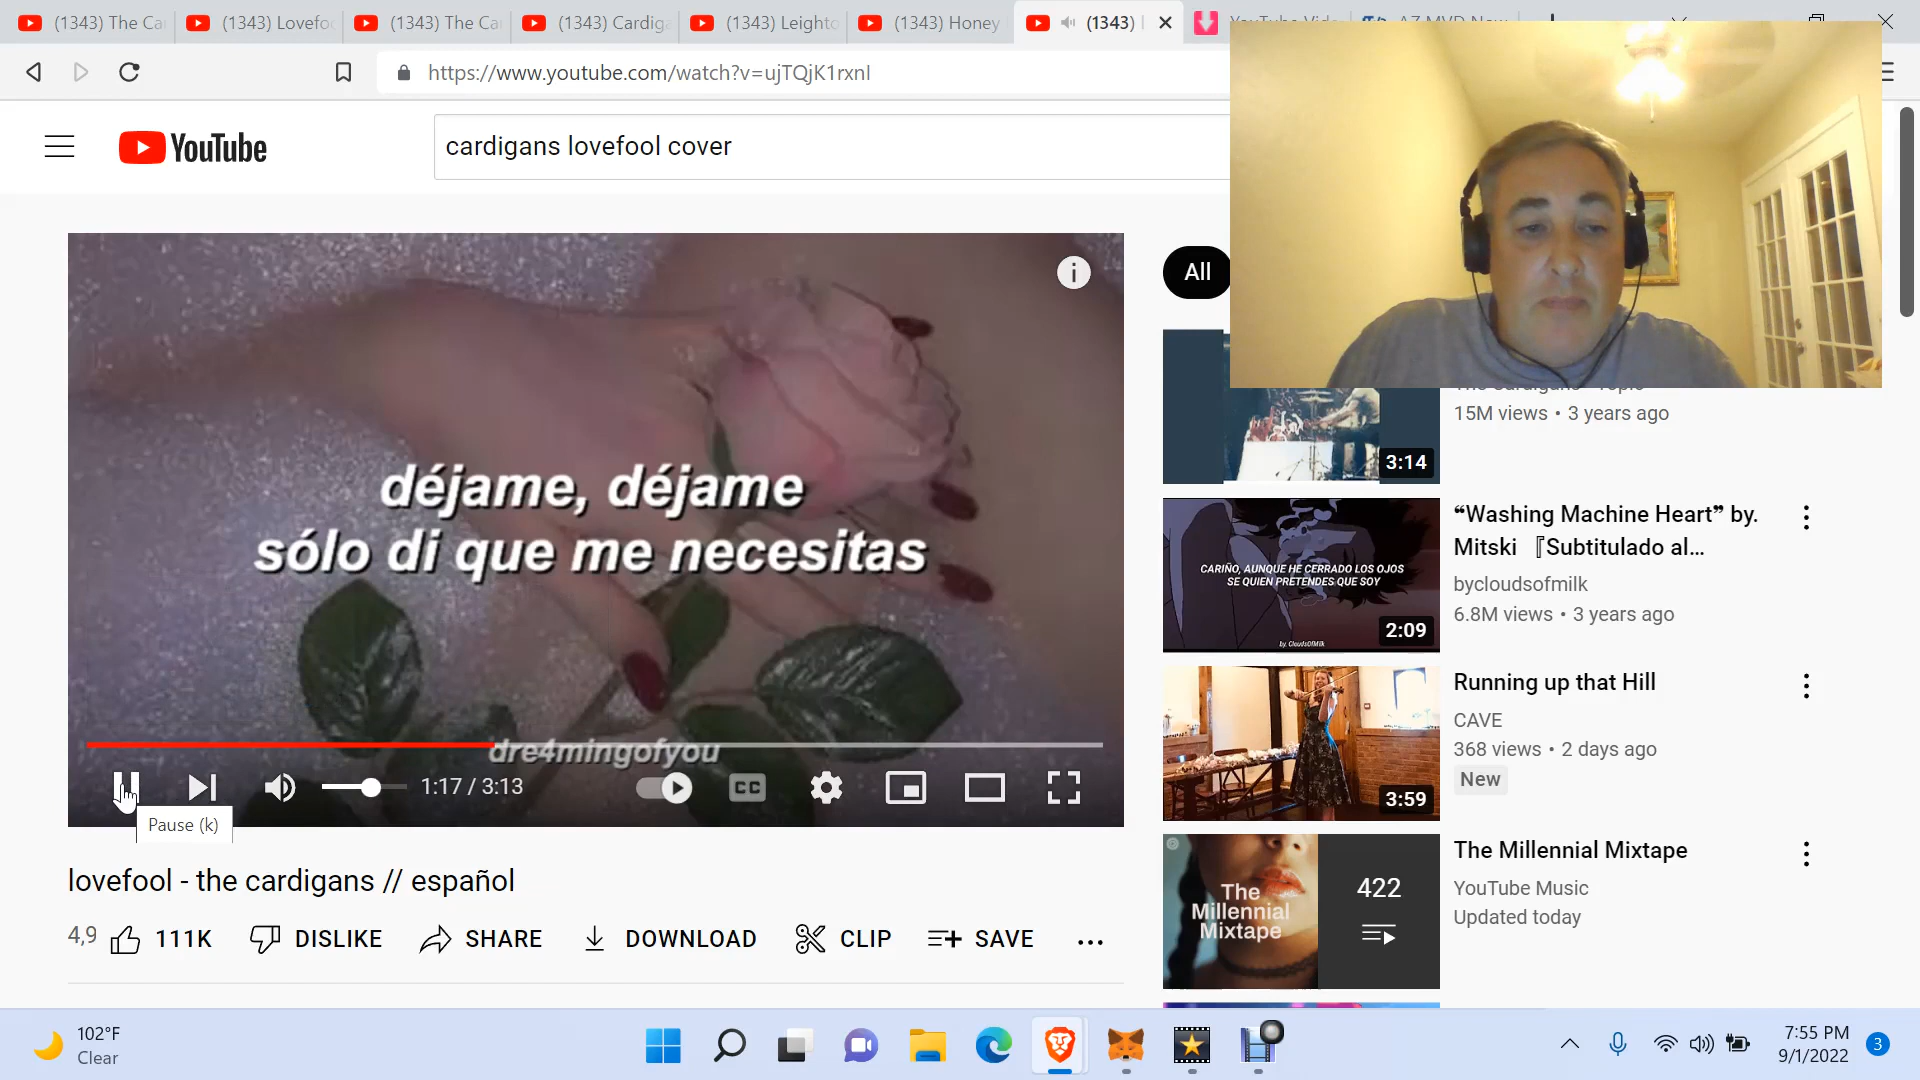 (1343) The Ca
(1343) Lovefoo
(1343) The Ca
(1343) Cardiga
(1343) Leighto
(1343) Honey
(1343)
https://www.youtube.com/watch?v=ujTQjK1rxnI
YouTube
cardigans lovefool cover
All
déjame, déjame
sólo di que me necesitas
dre4mingofyou
1:17 / 3:13
CC
Pause (k)
lovefool - the cardigans // español
4,9
111K
DISLIKE
SHARE
DOWNLOAD
CLIP
SAVE
15M views • 3 years ago
3:14
CARIÑO, AUNQUE HE CERRADO LOS OJOS
SE QUIEN PRETENDES QUE SOY
by. CloudsOfMilk
2:09
“Washing Machine Heart” by.
Mitski 『Subtitulado al...
bycloudsofmilk
6.8M views • 3 years ago
3:59
Running up that Hill
CAVE
368 views • 2 days ago
New
The
Millennial
Mixtape
422
The Millennial Mixtape
YouTube Music
Updated today
102°F
Clear
7:55 PM
9/1/2022
3